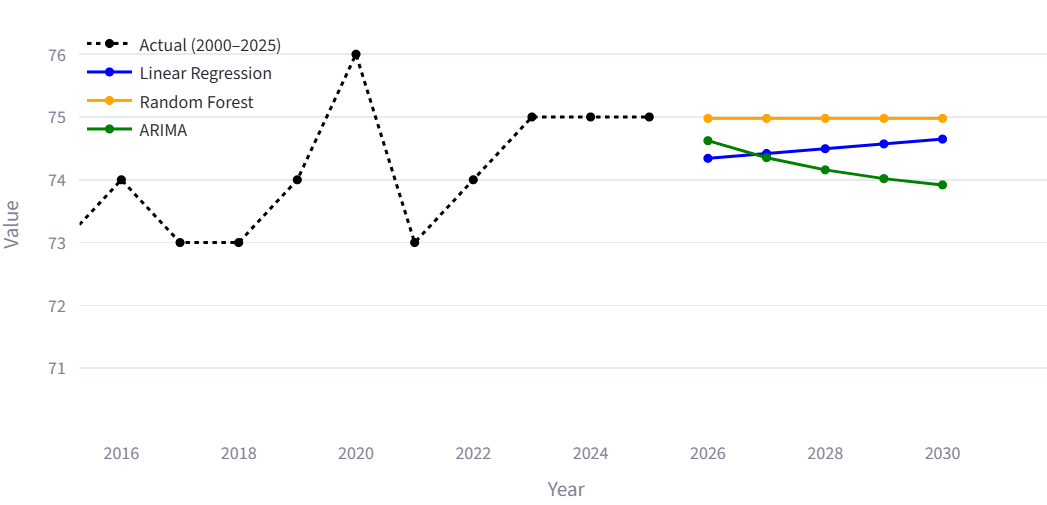 Actual (2000–2025)
Linear Regression
Random Forest
ARIMA
76
75
74
73
72
71
Value
2016 2018 2020 2022 2024 2026 2028 2030
Year